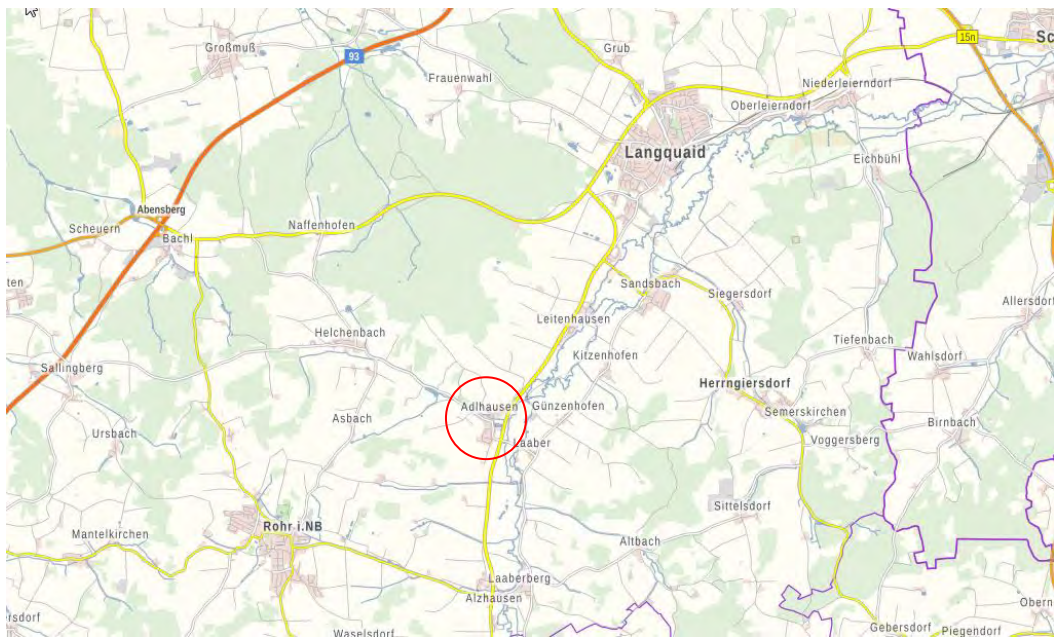 Großmuß
93
Grub
15n
Sc
Frauenwahl
Niederleierndorf
Oberleierndorf
Langquaid
Eichbühl
Abensberg
Scheuern
Bachl
Naffenhofen
ten
Sandsbach
Siegersdorf
Allersdorf
Leitenhausen
Helchenbach
Tiefenbach
Kitzenhofen
Wahlsdorf
Sallingberg
Herrngiersdorf
Adlhausen
Günzenhofen
Semerskirchen
Asbach
Birnbach
Ursbach
Laaber
Voggersberg
Sittelsdorf
Rohr i.NB
Mantelkirchen
Altbach
Laaberberg
Alzhausen
Obern
ersdorf
Gebersdorf
Piegendorf
Waselsdorf